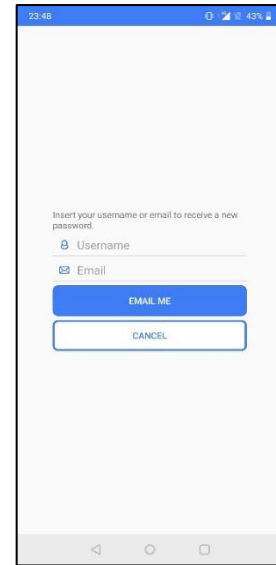 23:48
43%
Insert your username or email to receive a new
password.
Username
Email
EMAIL ME
CANCEL